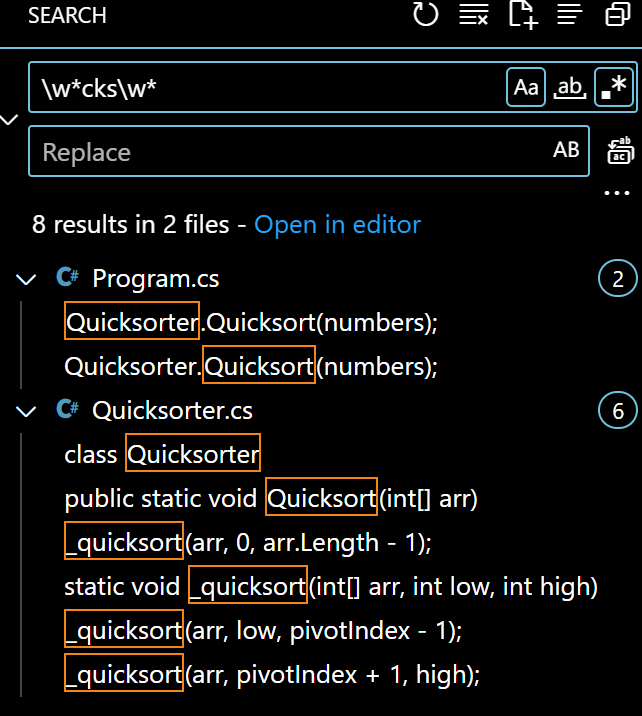 SEARCH
\w*cks\w* Aa ab .*
Replace AB ab ac
...
8 results in 2 files - Open in editor
C# Program.cs 2
Quicksorter.Quicksort(numbers);
Quicksorter.Quicksort(numbers);
C# Quicksorter.cs 6
class Quicksorter
public static void Quicksort(int[] arr)
_quicksort(arr, 0, arr.Length - 1);
static void _quicksort(int[] arr, int low, int high)
_quicksort(arr, low, pivotIndex - 1);
_quicksort(arr, pivotIndex + 1, high);